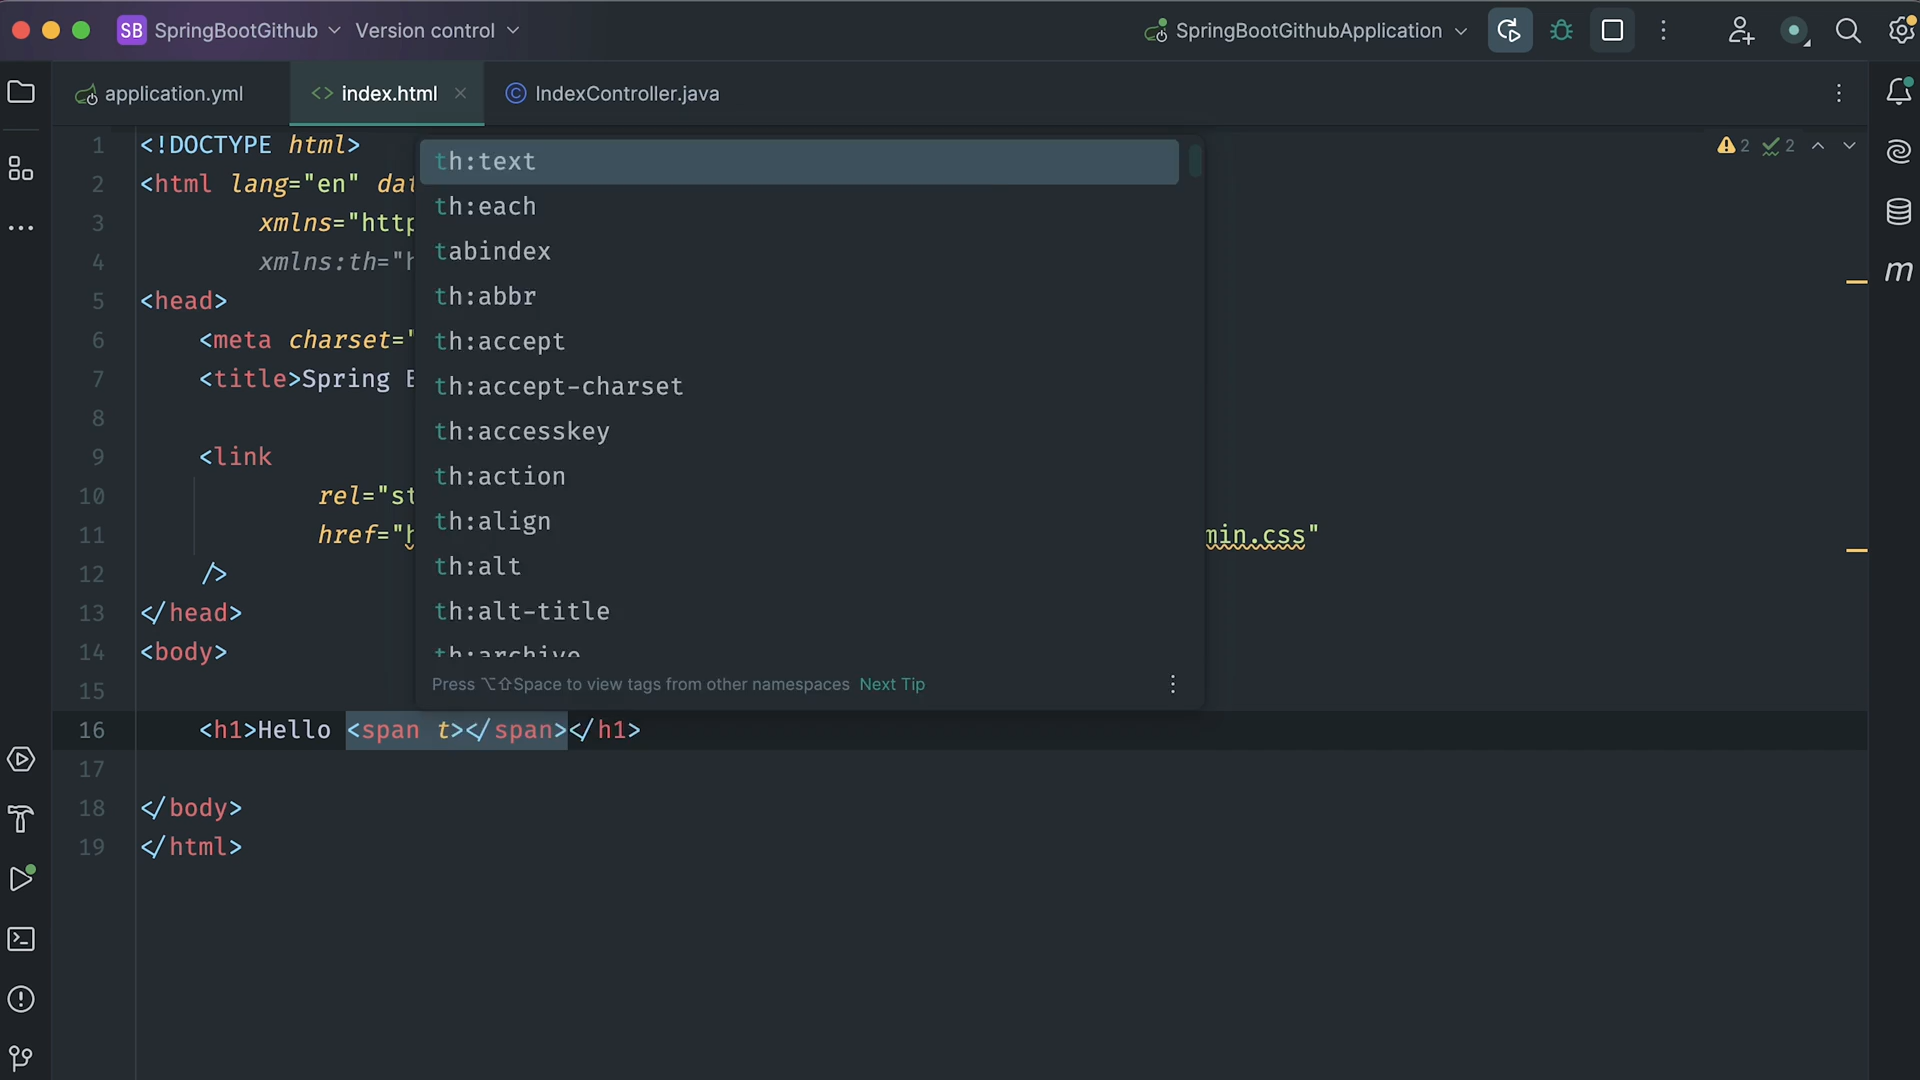 SB SpringBootGithub Version control SpringBootGithubApplication
application.yml <> index.html IndexController.java
1 <!DOCTYPE html>
2 <html lang="en" dat
3 xmlns="http
4 xmlns:th="h
5 <head>
6 <meta charset="
7 <title>Spring B
8
9 <link
10 rel="st
11 href="h min.css"
12 />
13 </head>
14 <body>
15
16 <h1>Hello <span t></span></h1>
17
18 </body>
19 </html>
th:text
th:each
tabindex
th:abbr
th:accept
th:accept-charset
th:accesskey
th:action
th:align
th:alt
th:alt-title
th:archive
Press ⌥⇧Space to view tags from other namespaces Next Tip
2 2
m